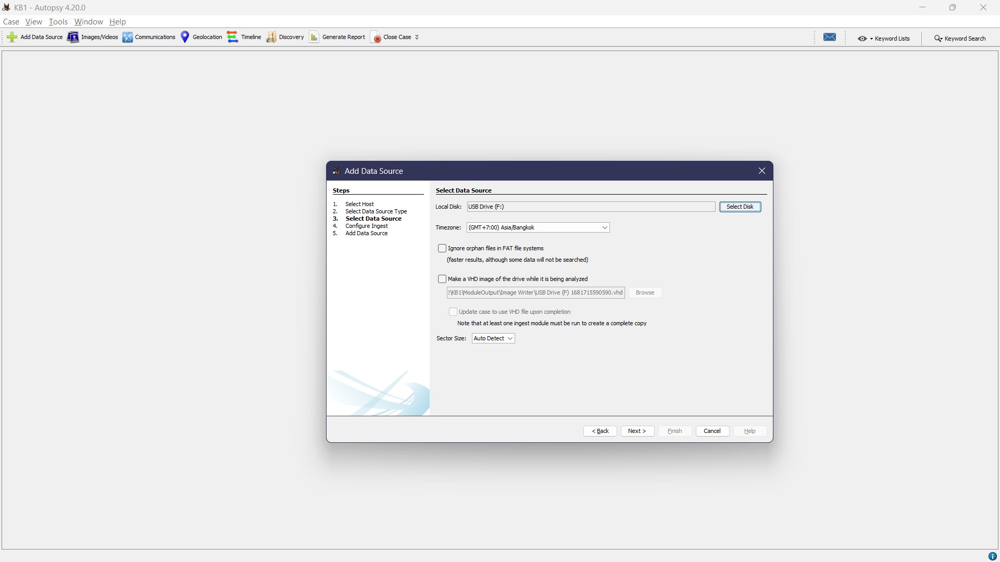 KB1 - Autopsy 4.20.0
Case View Tools Window Help
Add Data Source Images/Videos Communications Geolocation Timeline Discovery Generate Report Close Case Keyword Lists Keyword Search
Add Data Source
Steps
1. Select Host
2. Select Data Source Type
3. Select Data Source
4. Configure Ingest
5. Add Data Source
Select Data Source
Local Disk: USB Drive (F:) Select Disk
Timezone: (GMT+7:00) Asia/Bangkok
Ignore orphan files in FAT file systems
(faster results, although some data will not be searched)
Make a VHD image of the drive while it is being analyzed
\KB1\ModuleOutput\Image Writer\USB Drive (F) 1681715590590.vhd Browse
Update case to use VHD file upon completion
Note that at least one ingest module must be run to create a complete copy
Sector Size: Auto Detect
< Back Next > Finish Cancel Help